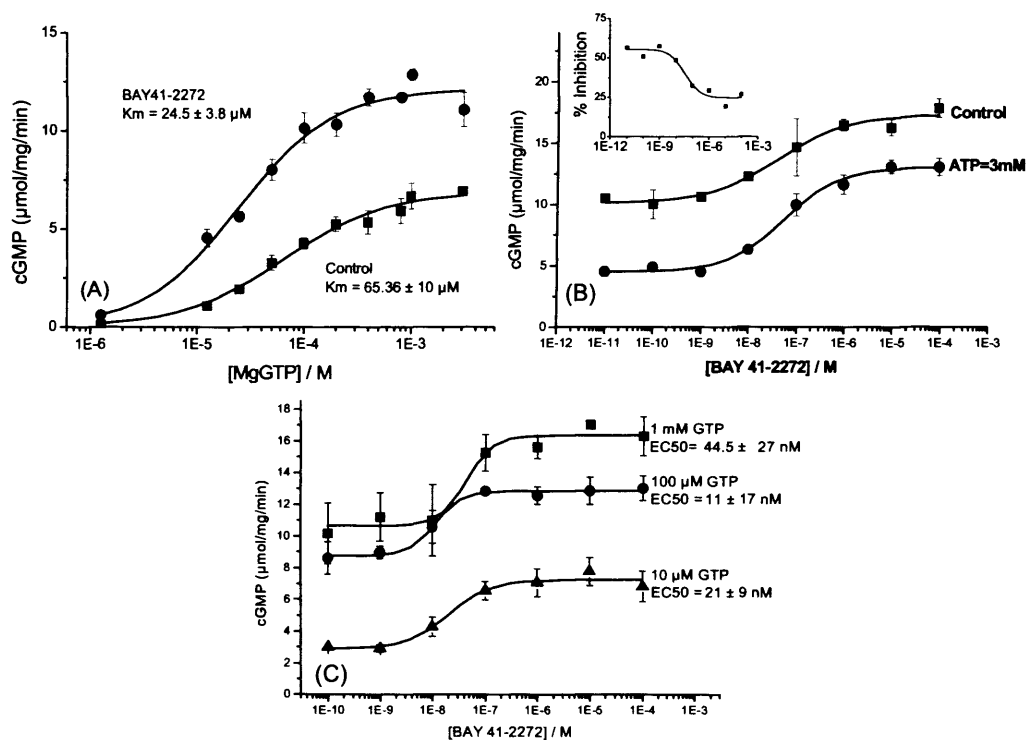 15
10
5
0
cGMP (µmol/mg/min)
BAY41-2272
Km = 24.5 ± 3.8 µM
Control
Km = 65.36 ± 10 µM
(A)
1E-6 1E-5 1E-4 1E-3
[MgGTP] / M
20
15
10
5
0
cGMP (µmol/mg/min)
75
50
25
0
% Inhibition
1E-12 1E-9 1E-6 1E-3
Control
ATP=3mM
(B)
1E-12 1E-11 1E-10 1E-9 1E-8 1E-7 1E-6 1E-5 1E-4 1E-3
[BAY 41-2272] / M
18
16
14
12
10
8
6
4
2
0
cGMP (µmol/mg/min)
1 mM GTP
EC50= 44.5 ± 27 nM
100 µM GTP
EC50 = 11 ± 17 nM
10 µM GTP
EC50 = 21 ± 9 nM
(C)
1E-10 1E-9 1E-8 1E-7 1E-6 1E-5 1E-4 1E-3
[BAY 41-2272] / M